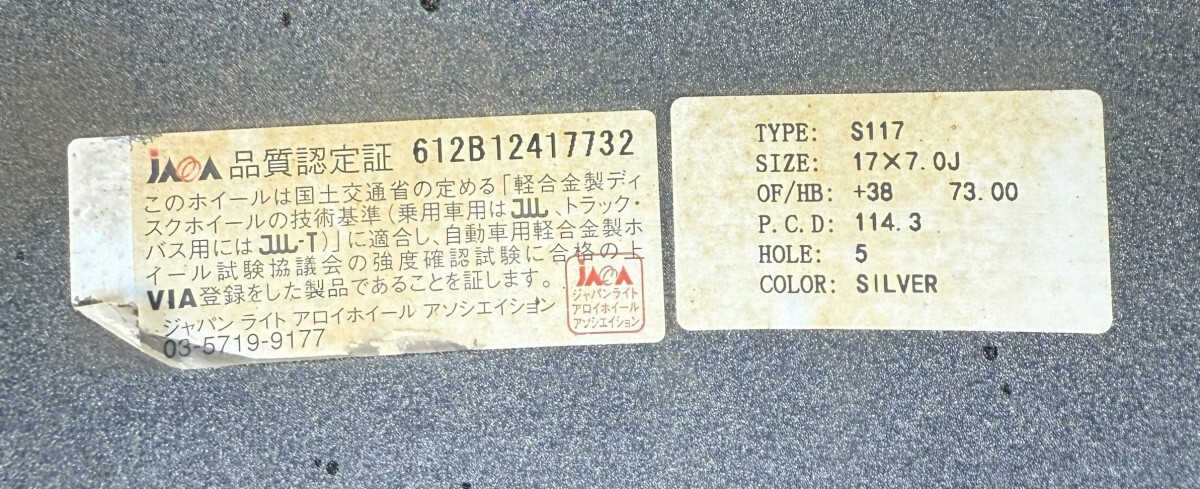 JAWA 品質認定証 612B12417732
このホイールは国土交通省の定める「軽合金製ディ
スクホイールの技術基準(乗用車用はJWL、トラック・
バス用にはJWL-T)」に適合し、自動車用軽合金製ホ
イール試験協議会の強度確認試験に合格の上
VIA登録をした製品であることを証します。
ジャパン ライト アロイホイール アソシエイション
03-5719-9177
JAWA
ジャパンライト
アロイホイール
アソシエイション
TYPE: S117
SIZE: 17×7.0J
OF/HB: +38 73.00
P.C.D: 114.3
HOLE: 5
COLOR: SILVER